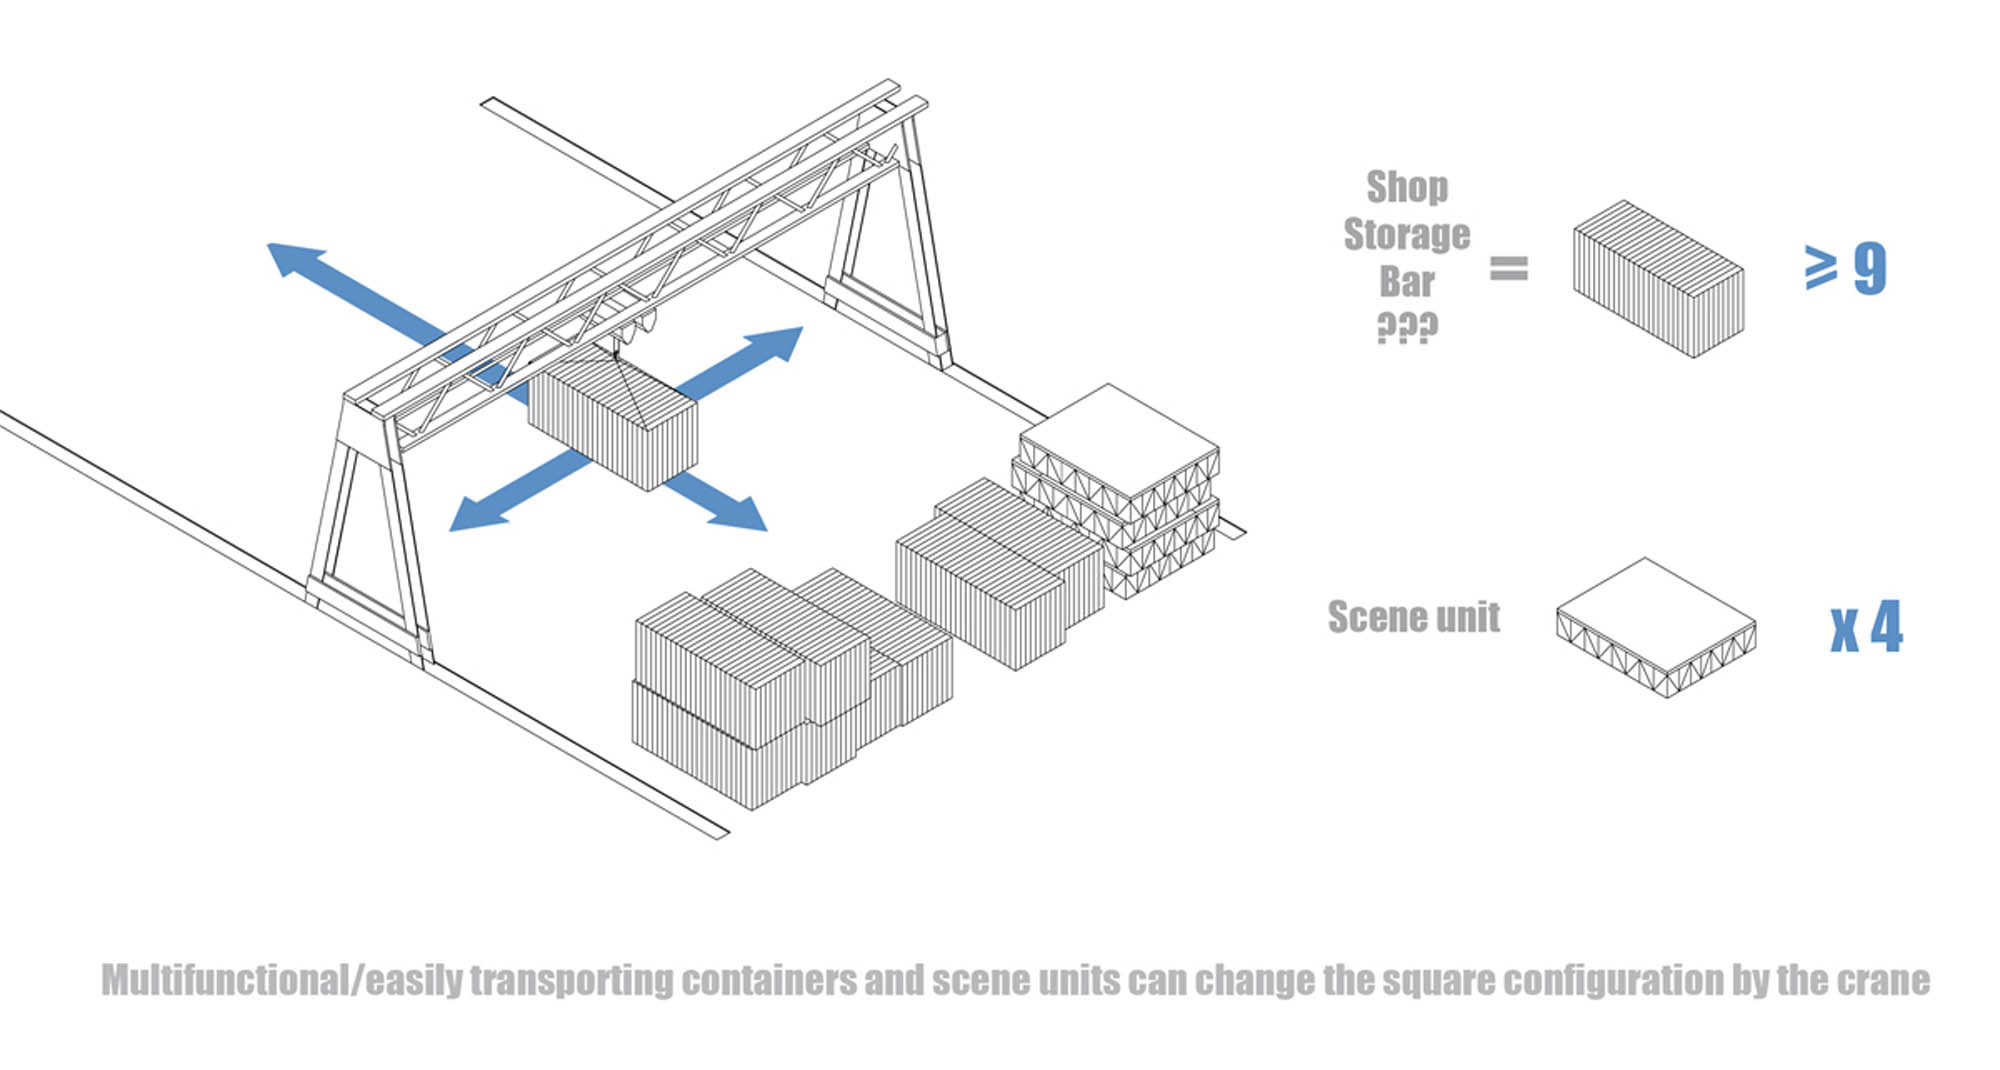 Shop
Storage
Bar
???
=
≥ 9
Scene unit
x 4
Multifunctional/easily transporting containers and scene units can change the square configuration by the crane